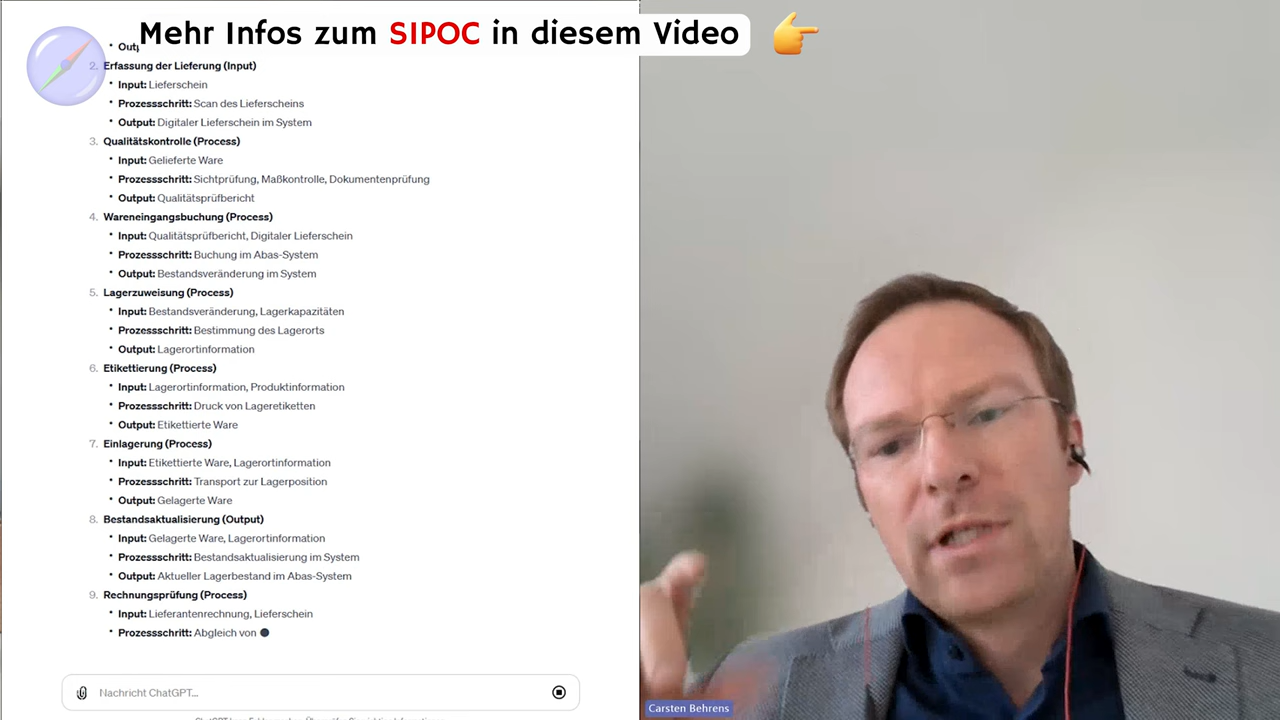 Mehr Infos zum SIPOC in diesem Video
2. Erfassung der Lieferung (Input)
• Input: Lieferschein
• Prozessschritt: Scan des Lieferscheins
• Output: Digitaler Lieferschein im System
3. Qualitätskontrolle (Process)
• Input: Gelieferte Ware
• Prozessschritt: Sichtprüfung, Maßkontrolle, Dokumentenprüfung
• Output: Qualitätsprüfbericht
4. Wareneingangsbuchung (Process)
• Input: Qualitätsprüfbericht, Digitaler Lieferschein
• Prozessschritt: Buchung im Abas-System
• Output: Bestandsveränderung im System
5. Lagerzuweisung (Process)
• Input: Bestandsveränderung, Lagerkapazitäten
• Prozessschritt: Bestimmung des Lagerorts
• Output: Lagerortinformation
6. Etikettierung (Process)
• Input: Lagerortinformation, Produktinformation
• Prozessschritt: Druck von Lageretiketten
• Output: Etikettierte Ware
7. Einlagerung (Process)
• Input: Etikettierte Ware, Lagerortinformation
• Prozessschritt: Transport zur Lagerposition
• Output: Gelagerte Ware
8. Bestandsaktualisierung (Output)
• Input: Gelagerte Ware, Lagerortinformation
• Prozessschritt: Bestandsaktualisierung im System
• Output: Aktueller Lagerbestand im Abas-System
9. Rechnungsprüfung (Process)
• Input: Lieferantenrechnung, Lieferschein
• Prozessschritt: Abgleich von
Nachricht ChatGPT...
Carsten Behrens